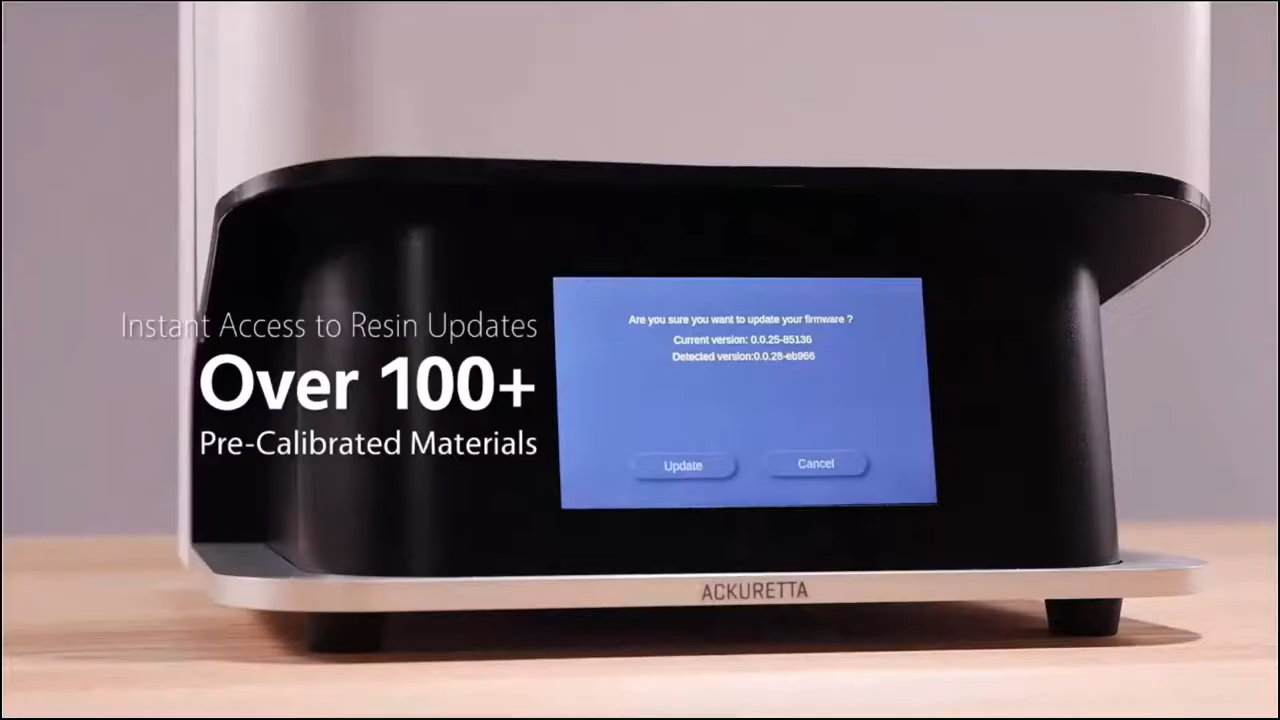 Instant Access to Resin Updates
Over 100+
Pre-Calibrated Materials
Are you sure you want to update your firmware ?
Current version: 0.0.25-85136
Detected version:0.0.28-eb966
Update
Cancel
ACKURETTA